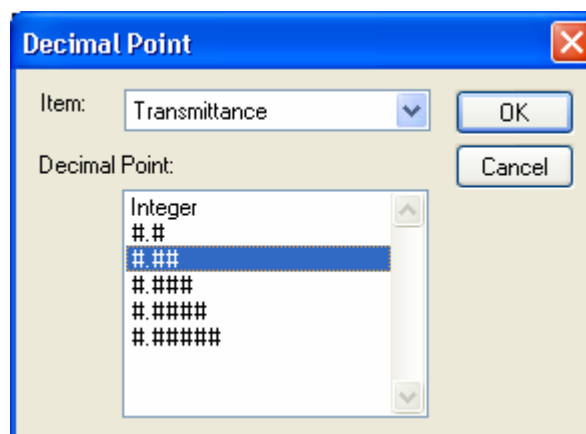 Decimal Point
Item:
Transmittance
OK
Decimal Point:
Cancel
Integer
#.#
#.##
#.###
#.####
#.#####